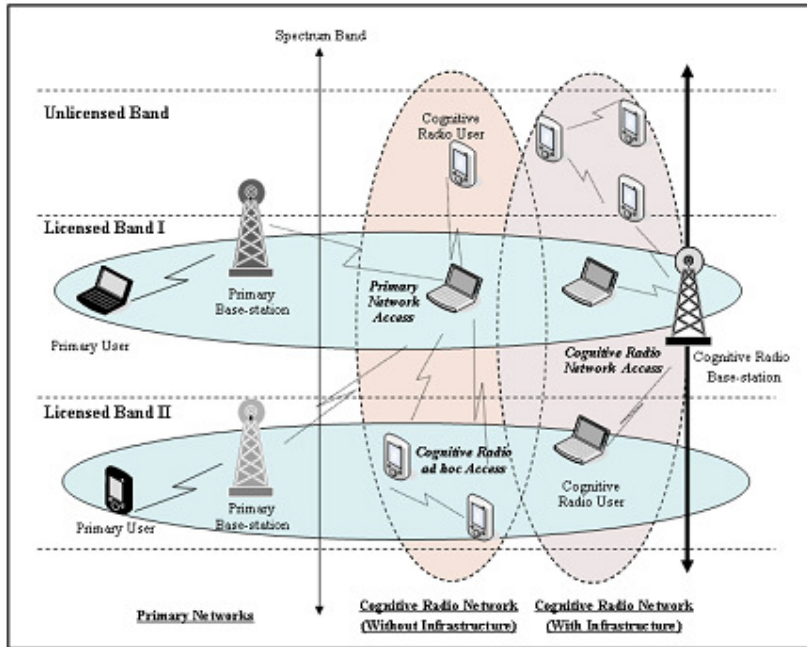 Spectrum Band
Unlicensed Band
Cognitive
Radio User
Licensed Band I
Primary
Base-station
Primary
Network
Access
Primary User
Cognitive Radio
Network Access
Cognitive Radio
Base-station
Licensed Band II
Cognitive Radio
ad hoc Access
Cognitive
Radio User
Primary
Base-station
Primary User
Primary Networks
Cognitive Radio Network
(Without Infrastructure)
Cognitive Radio Network
(With Infrastructure)